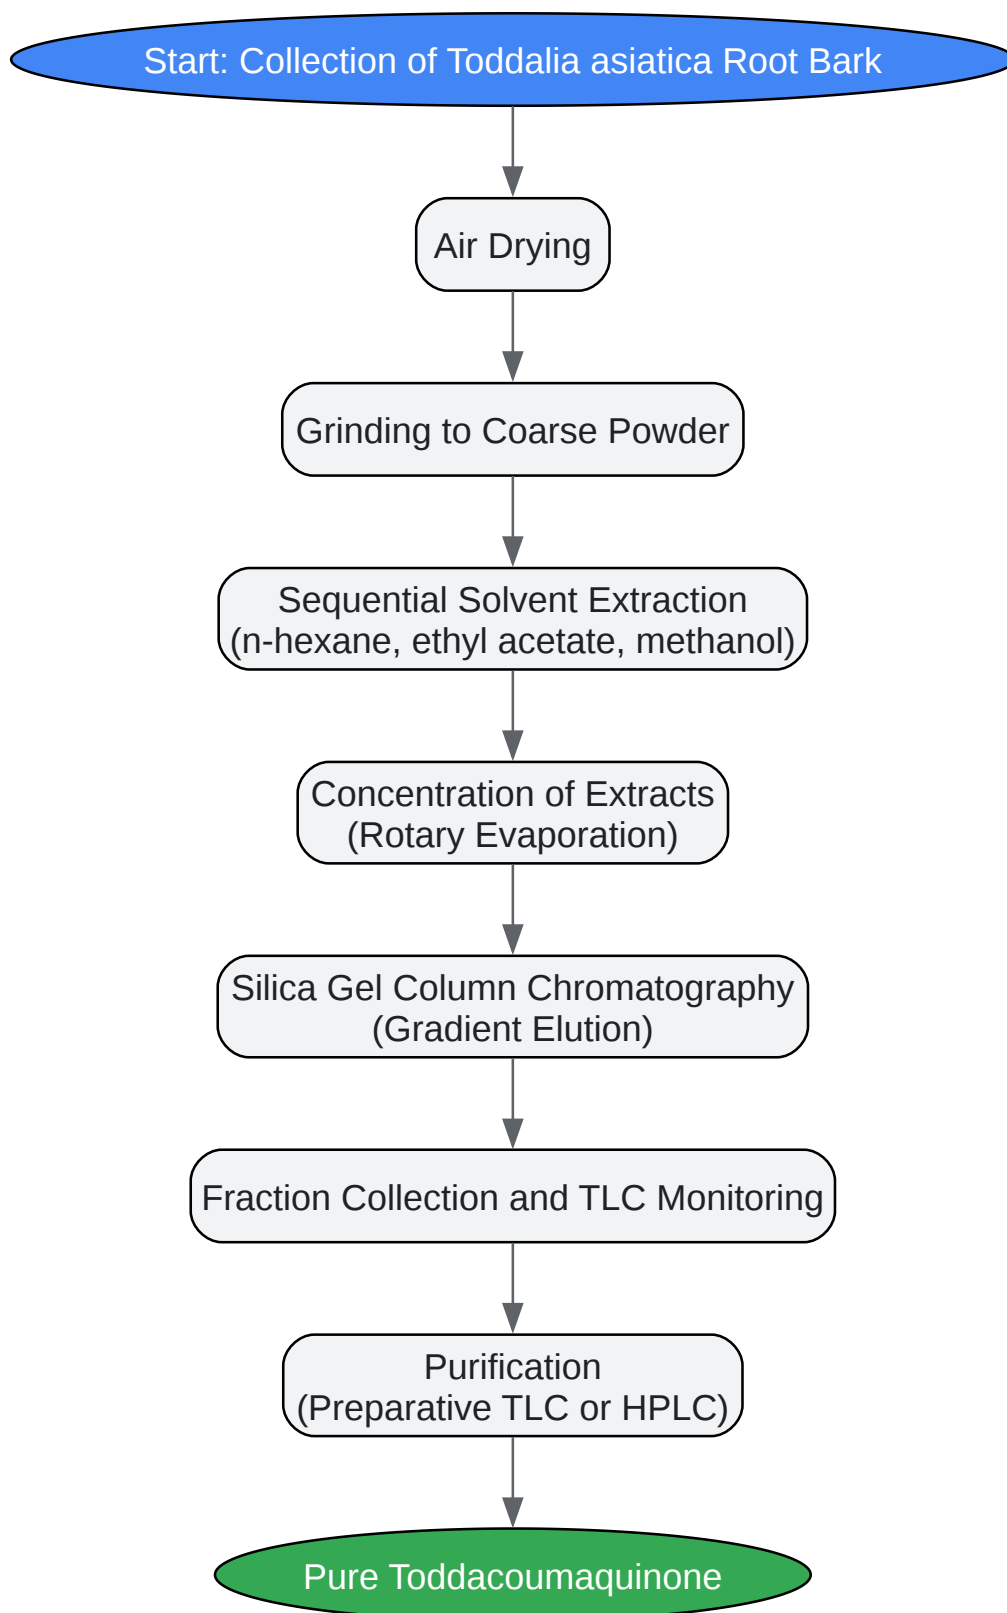 Start: Collection of Toddalia asiatica Root Bark
Air Drying
Grinding to Coarse Powder
Sequential Solvent Extraction
(n-hexane, ethyl acetate, methanol)
Concentration of Extracts
(Rotary Evaporation)
Silica Gel Column Chromatography
(Gradient Elution)
Fraction Collection and TLC Monitoring
Purification
(Preparative TLC or HPLC)
Pure Toddacoumaquinone